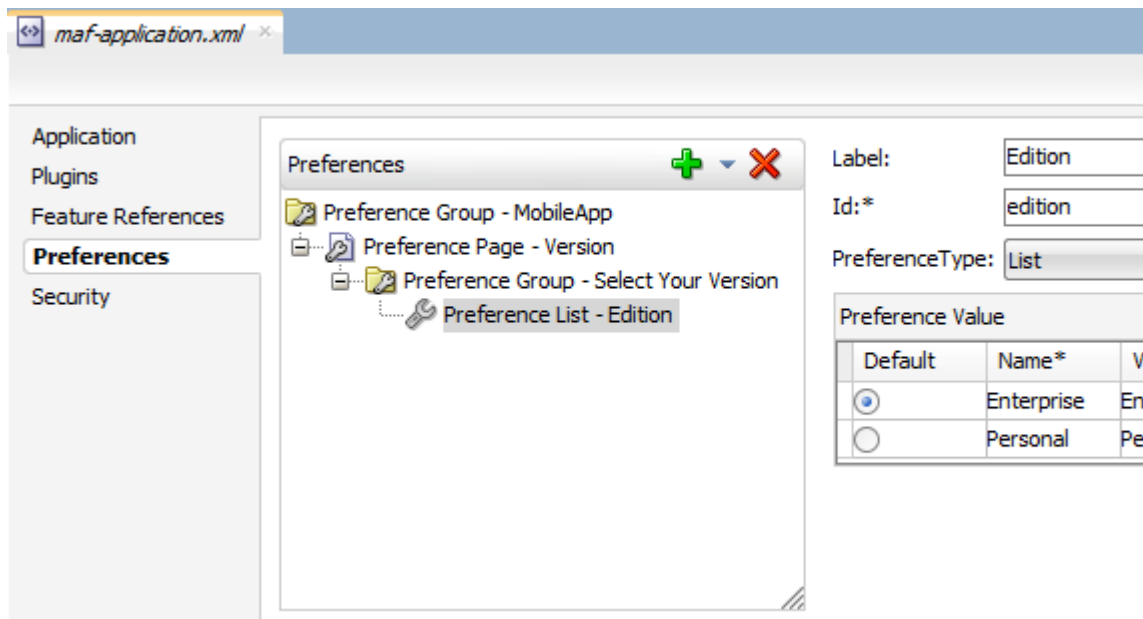 maf-application.xml
Application
Plugins
Feature References
Preferences
Security
Preferences
Preference Group - MobileApp
Preference Page - Version
Preference Group - Select Your Version
Preference List - Edition
Label: Edition
Id:* edition
PreferenceType: List
Preference Value
Default Name*
Enterprise
Personal